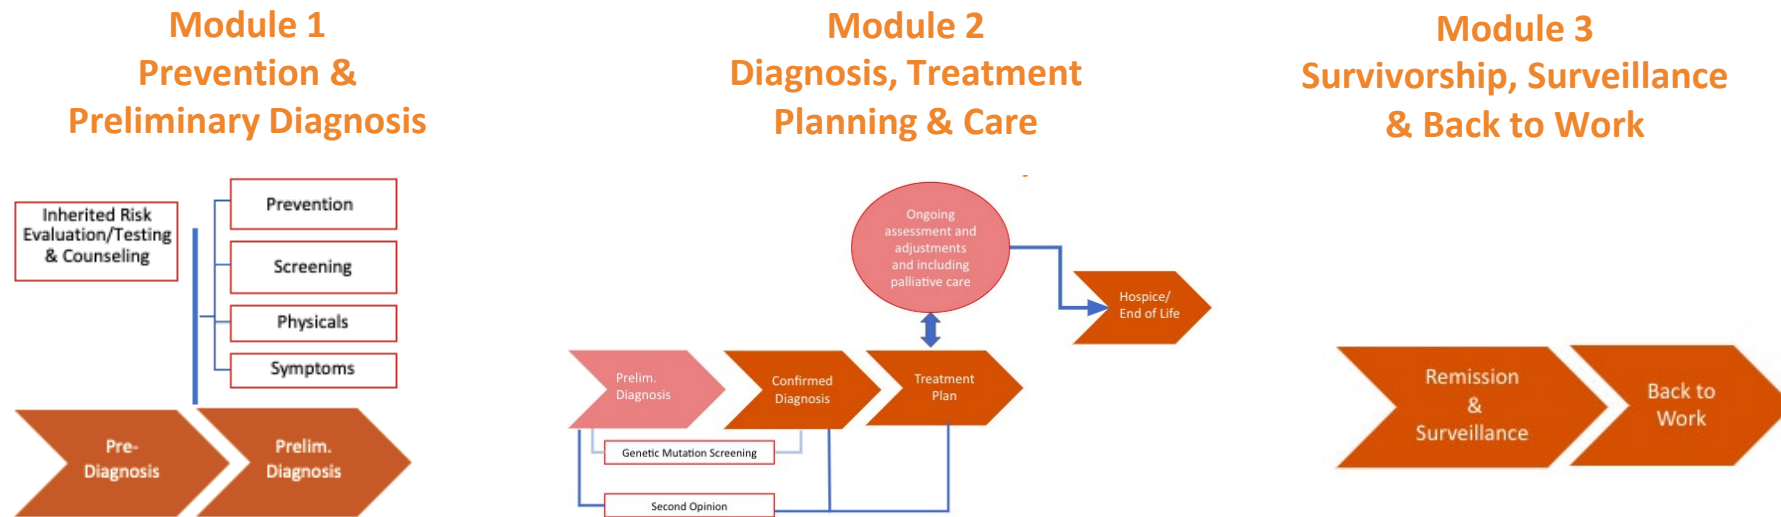 Module 1
Prevention &
Preliminary Diagnosis
Inherited Risk
Evaluation/Testing
& Counseling
Prevention
Screening
Physicals
Symptoms
Pre-
Diagnosis
Prelim.
Diagnosis
Module 2
Diagnosis, Treatment
Planning & Care
Ongoing
assessment and
adjustments
and including
palliative care
Hospice/
End of Life
Prelim.
Diagnosis
Confirmed
Diagnosis
Treatment
Plan
Genetic Mutation Screening
Second Opinion
Module 3
Survivorship, Surveillance
& Back to Work
Remission
&
Surveillance
Back to
Work